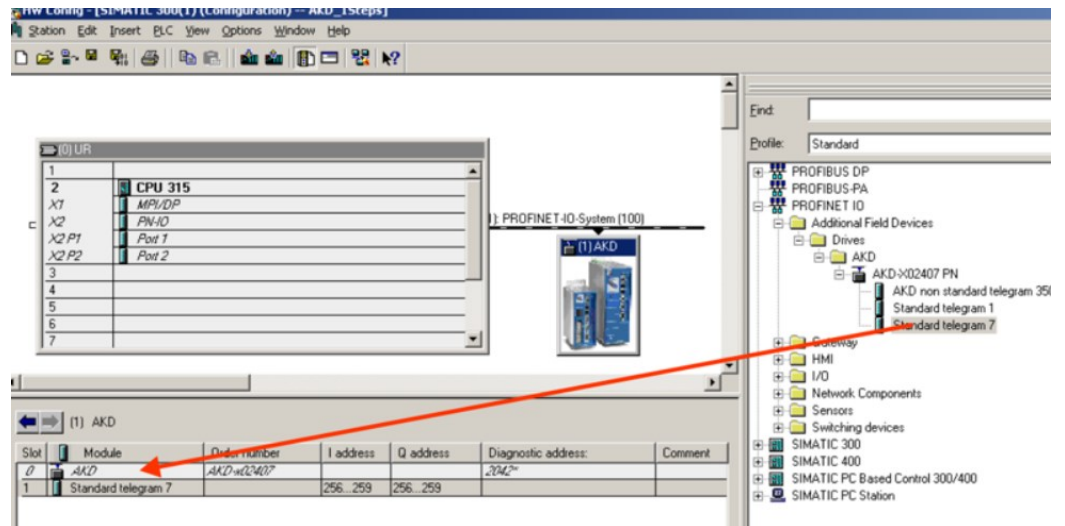 HW Config - [SIMATIC 300(1) (Configuration) -- AKD_1Steps]
Station Edit Insert PLC View Options Window Help
(0) UR
1
2 CPU 315
X1 MPI/DP
X2 PN-IO
X2 P1 Port 1
X2 P2 Port 2
3
4
5
6
7
1): PROFINET-IO-System (100)
(1) AKD
Find:
Profile: Standard
PROFIBUS DP
PROFIBUS-PA
PROFINET IO
Additional Field Devices
Drives
AKD
AKD-X02407 PN
AKD non standard telegram 350
Standard telegram 1
Standard telegram 7
Gateway
HMI
I/O
Network Components
Sensors
Switching devices
SIMATIC 300
SIMATIC 400
SIMATIC PC Based Control 300/400
SIMATIC PC Station
(1) AKD
Slot Module Order number I address Q address Diagnostic address: Comment
0 AKD AKD-x02407 2042*
1 Standard telegram 7 256...259 256...259